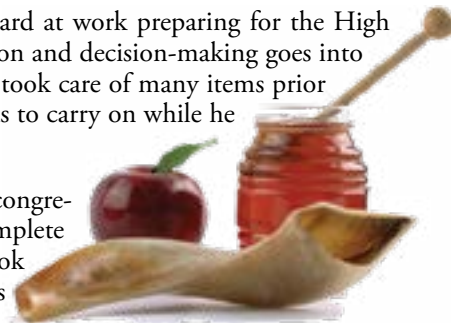 ard at work preparing for the High
on and decision-making goes into
took care of many items prior
s to carry on while he
congre-
mplete
ok
s